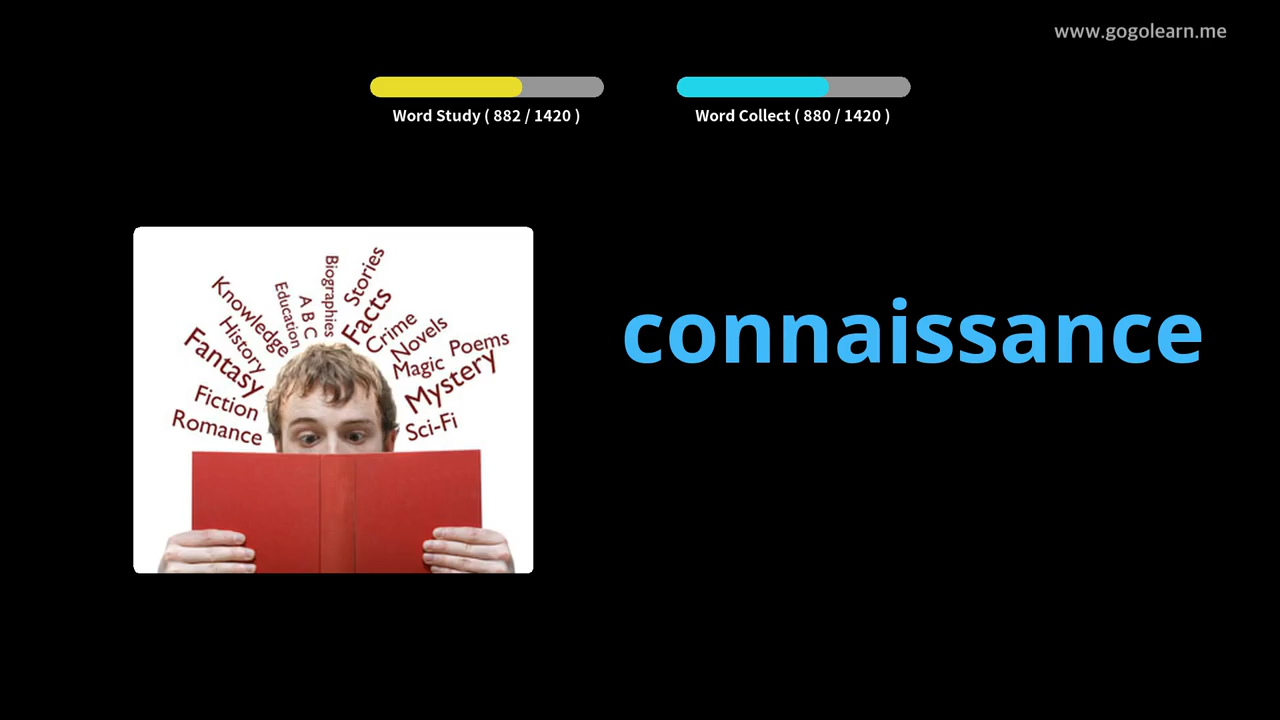 www.gogolearn.me
Word Study ( 882 / 1420 )
Word Collect ( 880 / 1420 )
connaissance
Romance
Fiction
Fantasy
History
Knowledge
Education
A B C
Biographies
Stories
Facts
Crime
Novels
Magic
Poems
Mystery
Sci-Fi